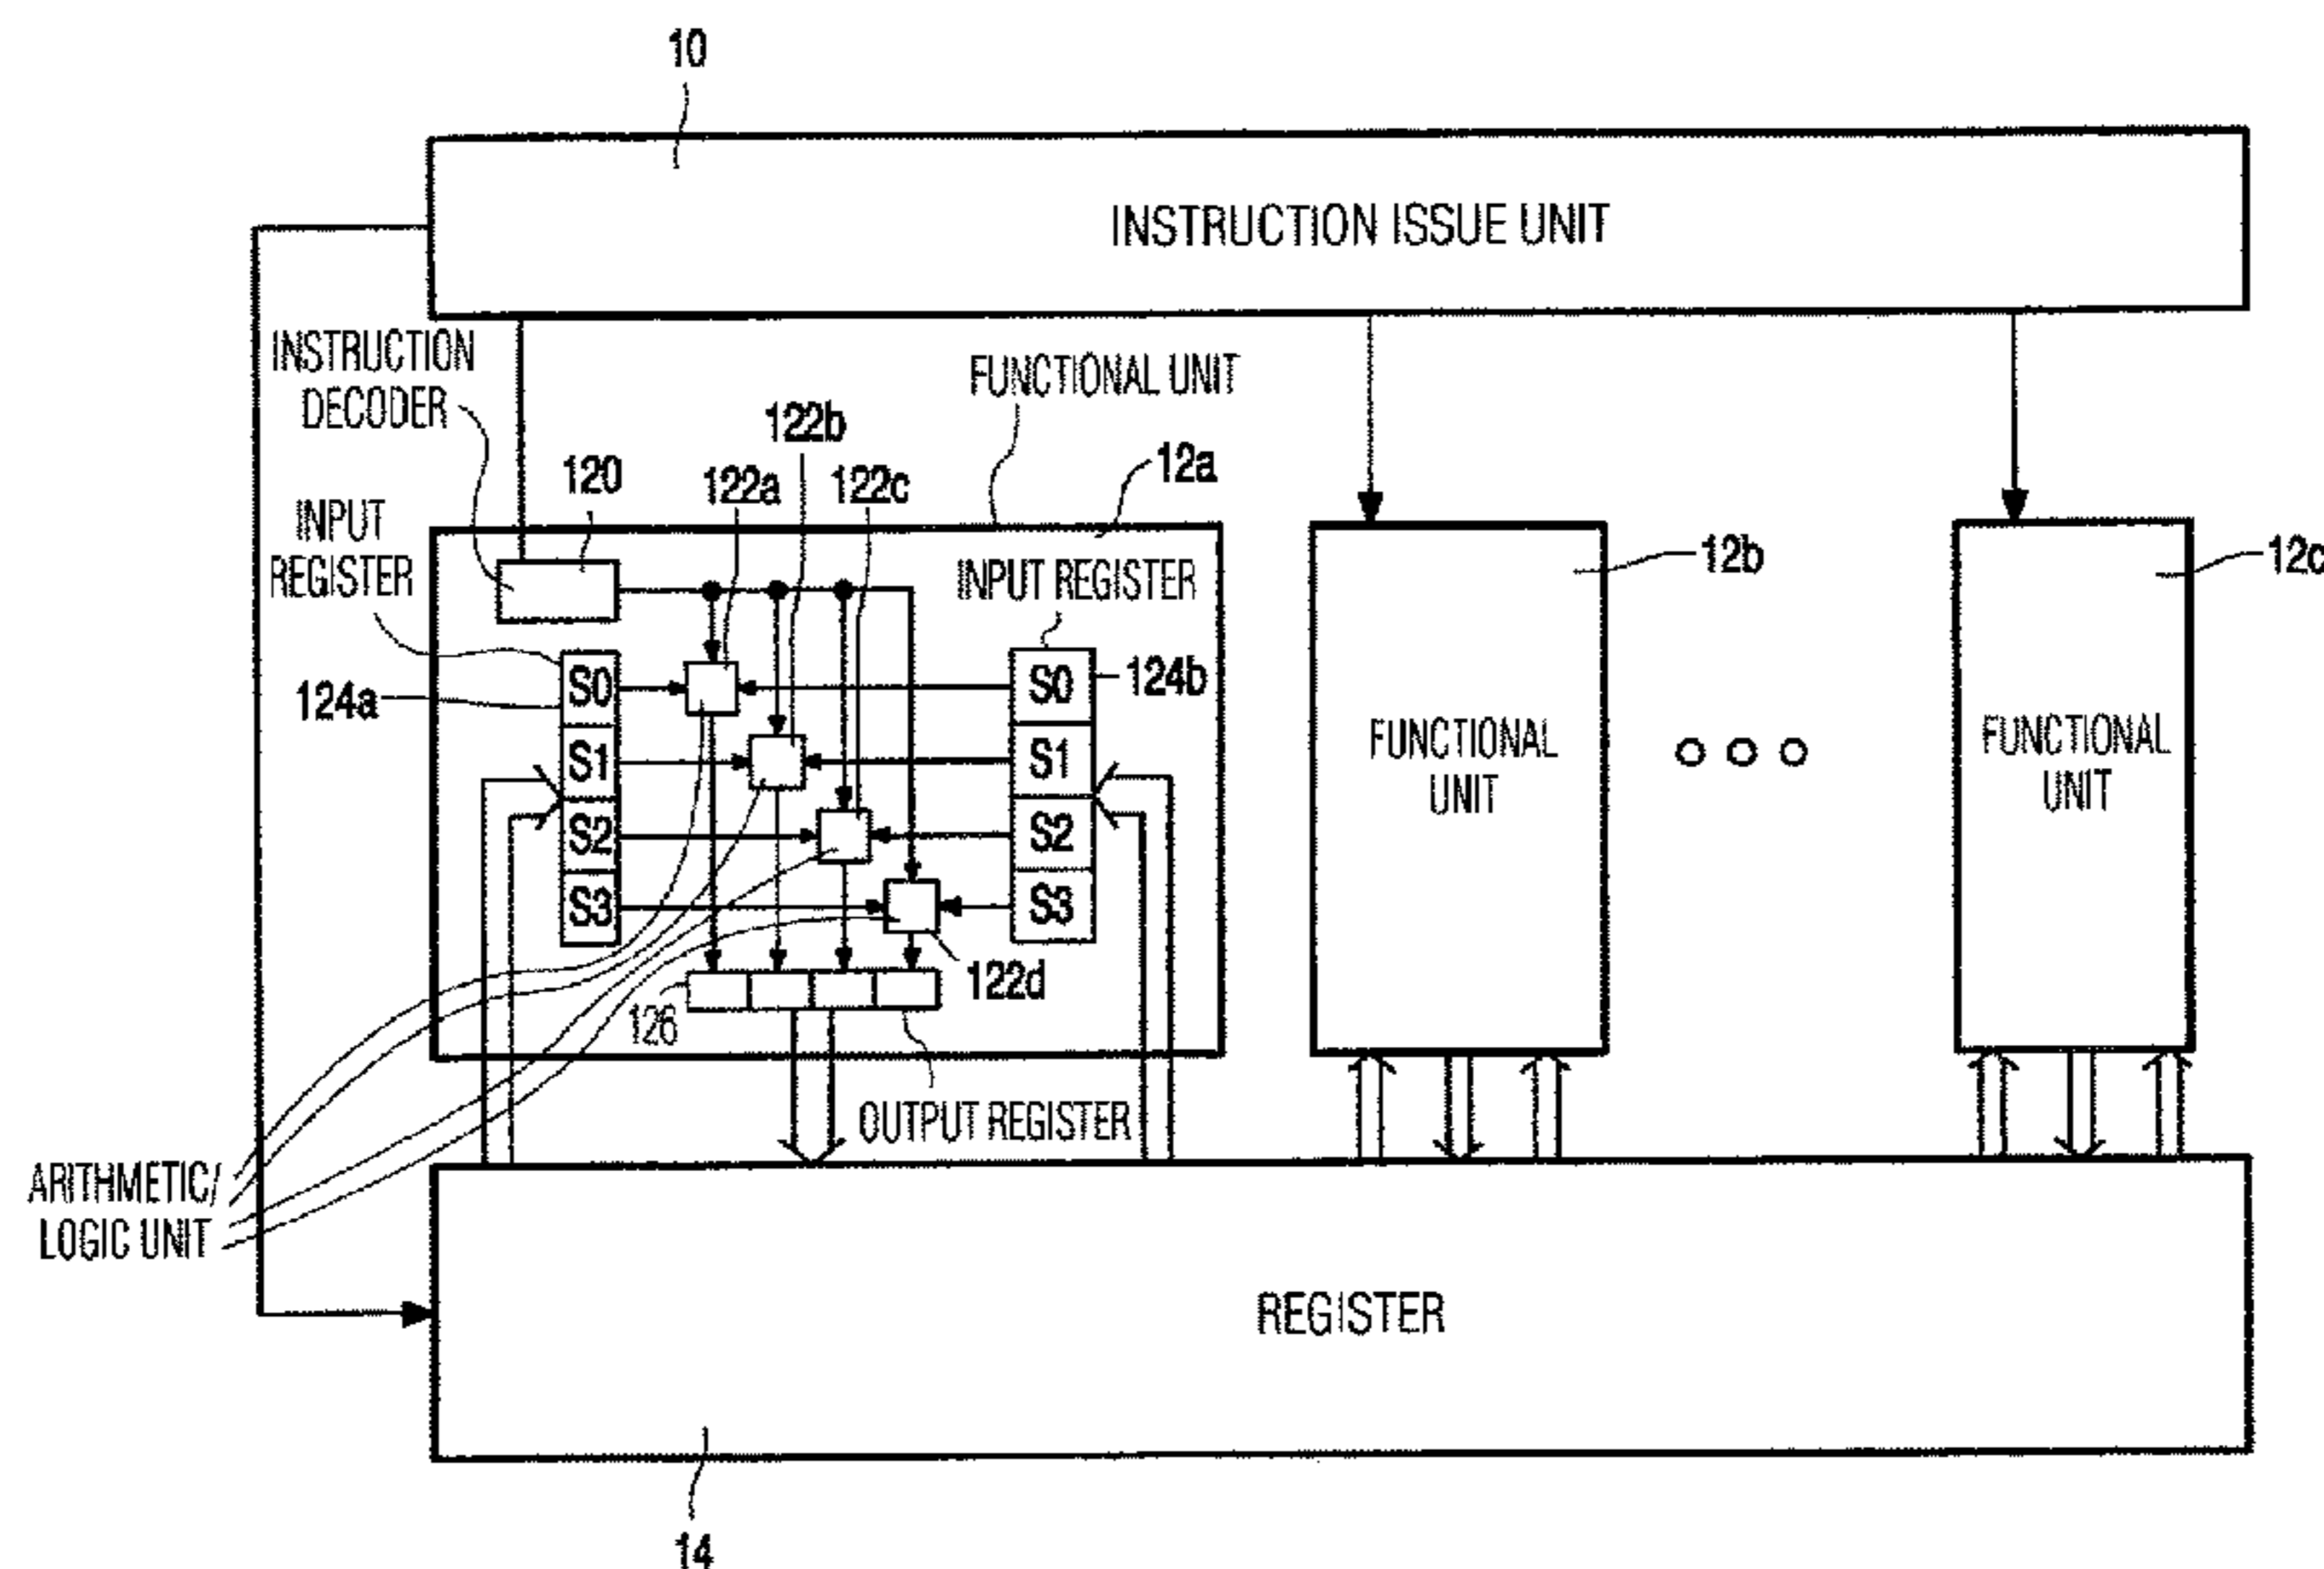 10
INSTRUCTION ISSUE UNIT
INSTRUCTION
DECODER
FUNCTIONAL UNIT
122b
12a
120
122a
122c
INPUT
REGISTER
INPUT REGISTER
12b
12c
124a
S0
S1
S2
S3
S0
S1
S2
S3
124b
FUNCTIONAL
UNIT
FUNCTIONAL
UNIT
122d
126
OUTPUT REGISTER
ARITHMETIC/
LOGIC UNIT
REGISTER
14